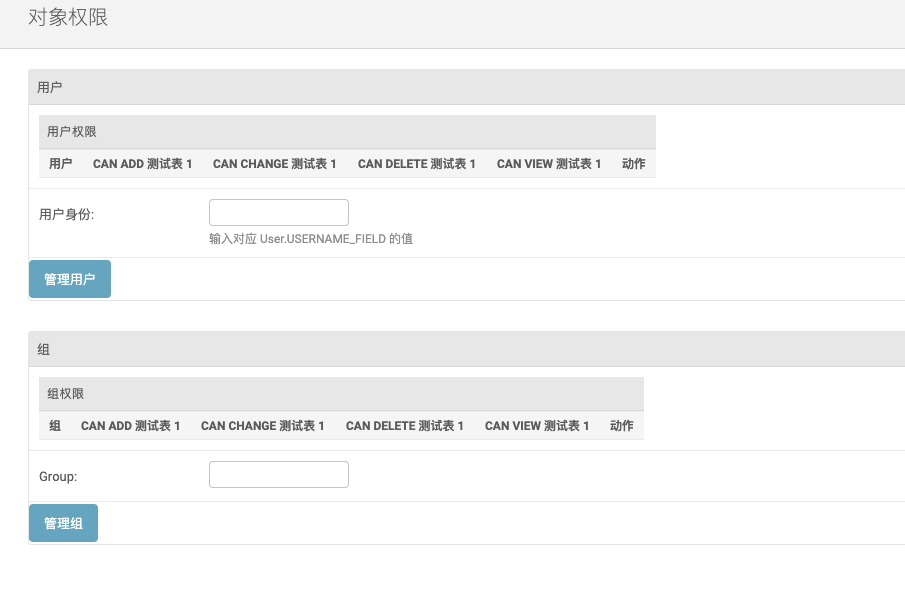 对象权限
用户
用户权限
用户 CAN ADD 测试表 1 CAN CHANGE 测试表 1 CAN DELETE 测试表 1 CAN VIEW 测试表 1 动作
用户身份:
输入对应 User.USERNAME_FIELD 的值
管理用户
组
组权限
组 CAN ADD 测试表 1 CAN CHANGE 测试表 1 CAN DELETE 测试表 1 CAN VIEW 测试表 1 动作
Group:
管理组